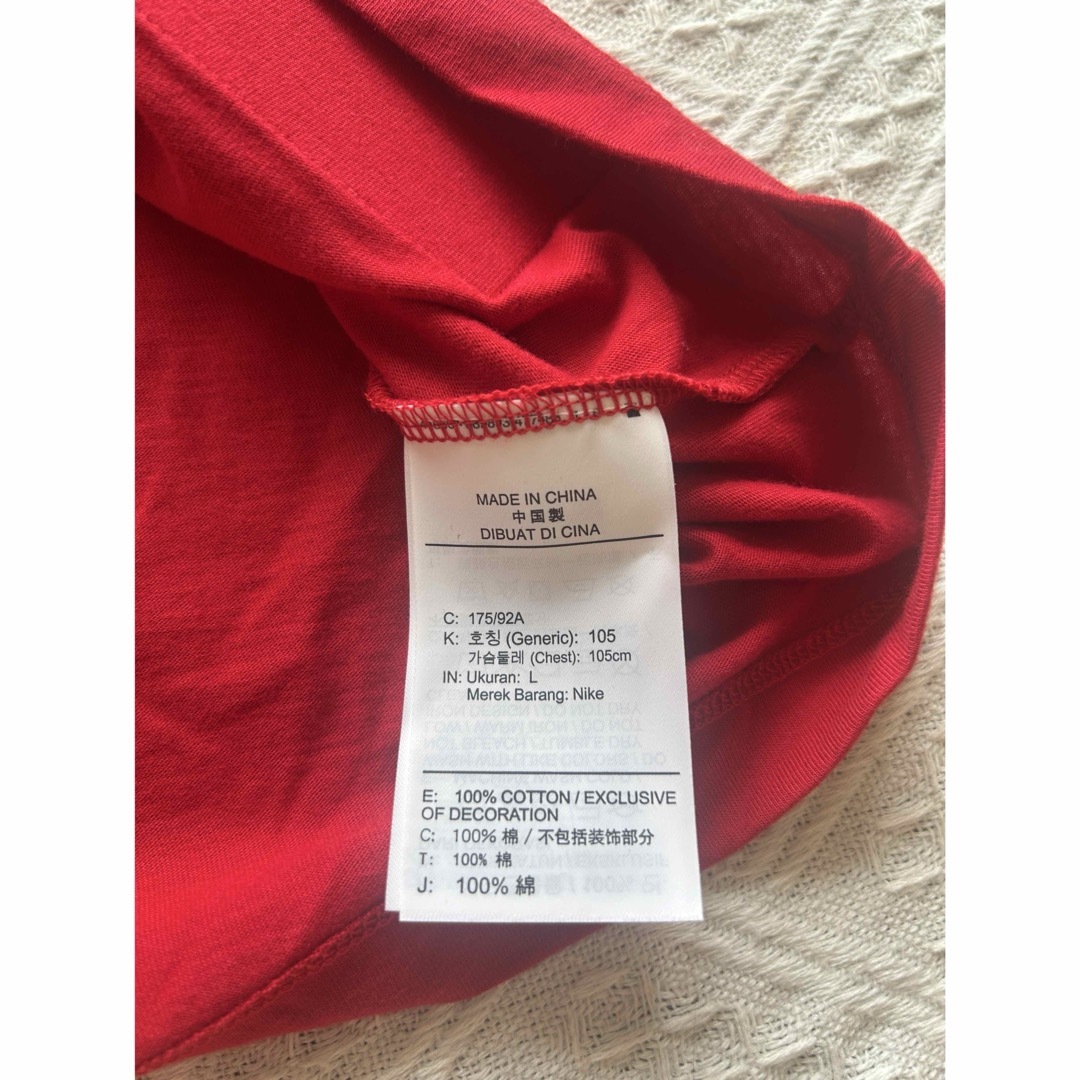 MADE IN CHINA
中国製
DIBUAT DI CINA
C: 175/92A
K: 호칭 (Generic): 105
가슴둘레 (Chest): 105cm
IN: Ukuran: L
Merek Barang: Nike
E: 100% COTTON / EXCLUSIVE
OF DECORATION
C: 100% 棉 / 不包括装饰部分
T: 100% 棉
J: 100% 綿